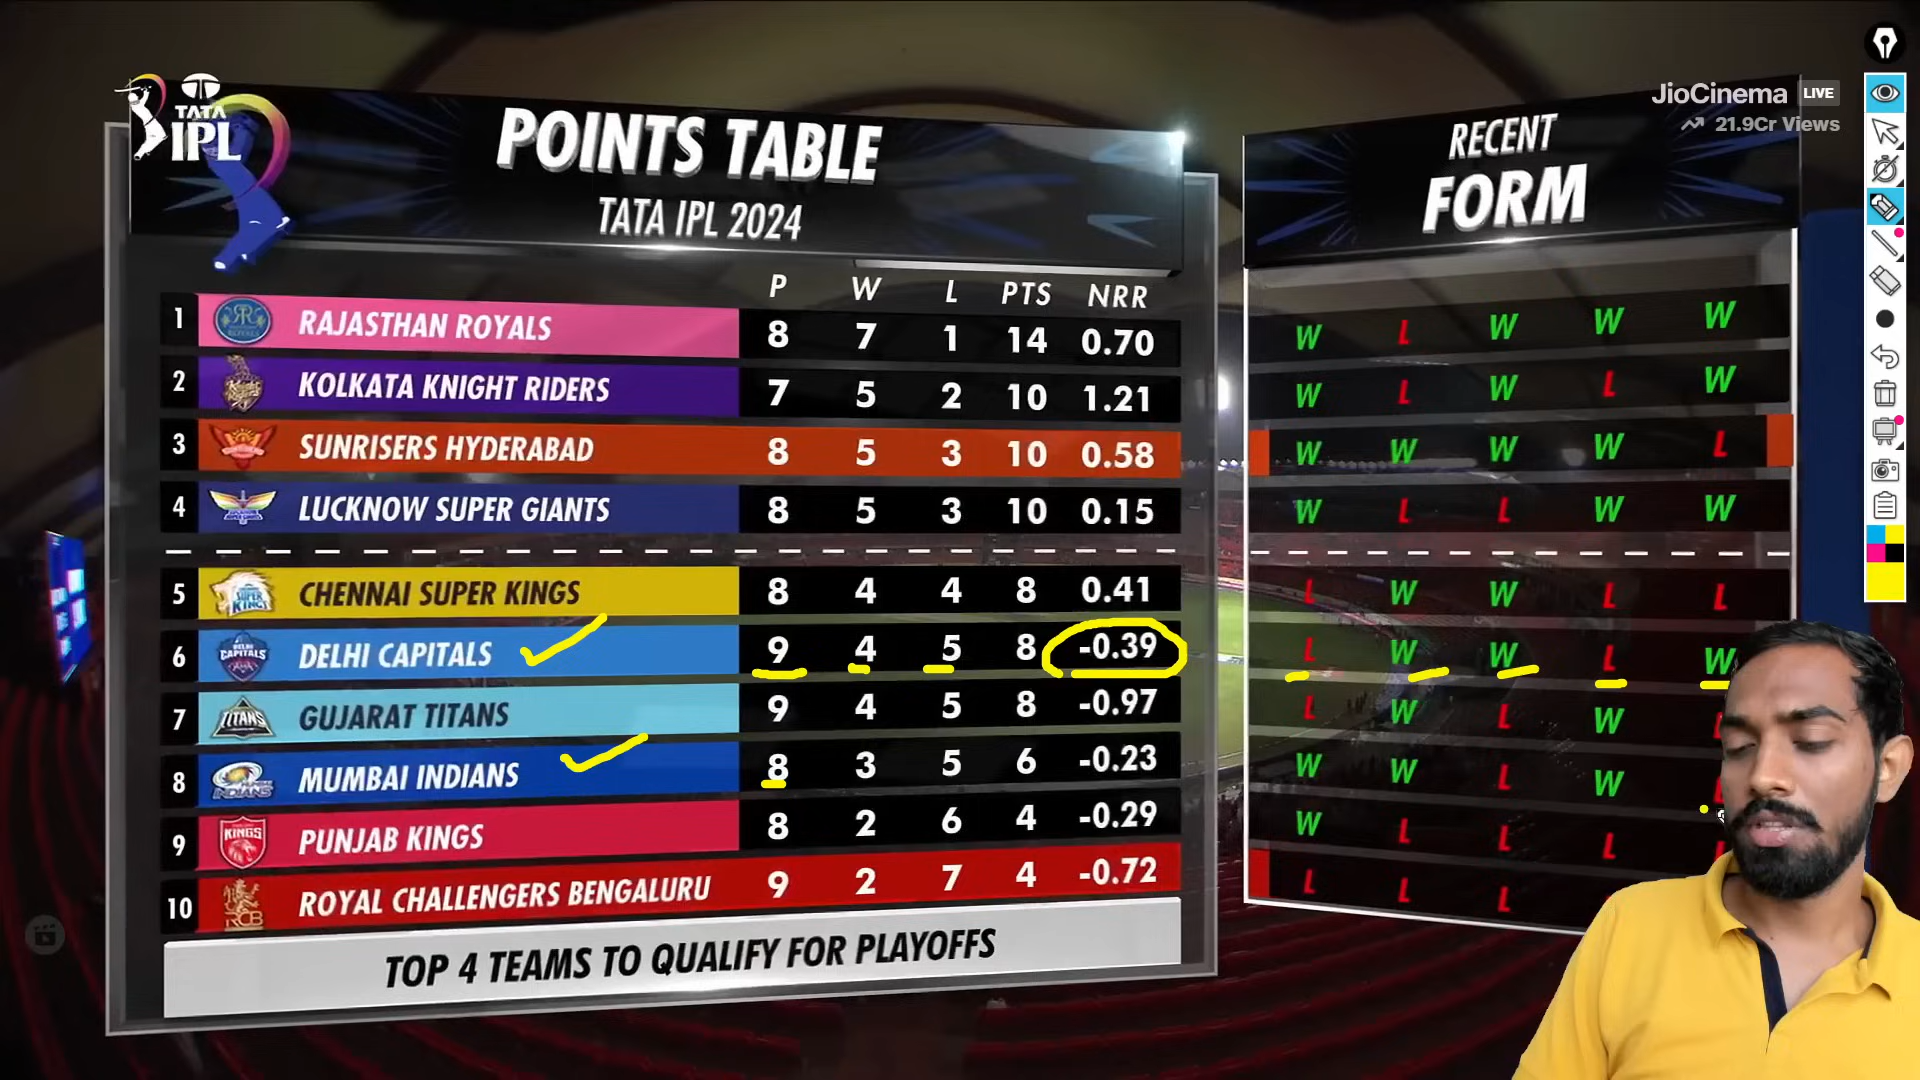 TATA
IPL
POINTS TABLE
TATA IPL 2024
P W L PTS NRR
1 RAJASTHAN ROYALS 8 7 1 14 0.70
2 KOLKATA KNIGHT RIDERS 7 5 2 10 1.21
3 SUNRISERS HYDERABAD 8 5 3 10 0.58
4 LUCKNOW SUPER GIANTS 8 5 3 10 0.15
5 CHENNAI SUPER KINGS 8 4 4 8 0.41
6 DELHI CAPITALS 9 4 5 8 -0.39
7 GUJARAT TITANS 9 4 5 8 -0.97
8 MUMBAI INDIANS 8 3 5 6 -0.23
9 PUNJAB KINGS 8 2 6 4 -0.29
10 ROYAL CHALLENGERS BENGALURU 9 2 7 4 -0.72
TOP 4 TEAMS TO QUALIFY FOR PLAYOFFS
JioCinema LIVE
21.9Cr Views
RECENT
FORM
W L W W W
W L W L W
W W W W L
W L L W W
L W W L L
L W W L W
L W L W L
W W L W L
W L L L L
L L L